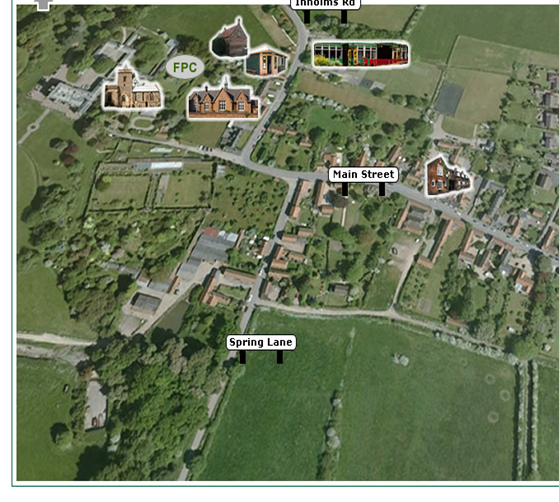 Inholms Rd
FPC
Main Street
Spring Lane